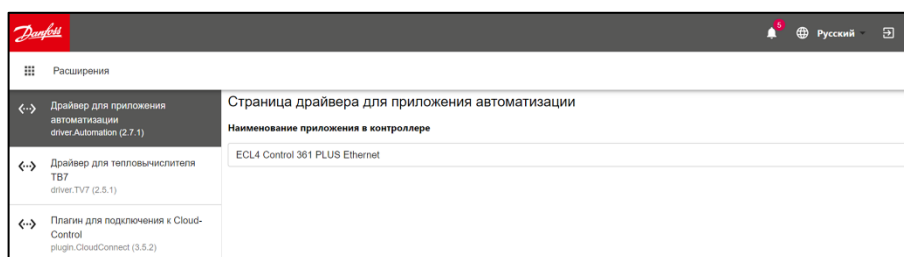 Danfoss
5
Русский
Расширения
Драйвер для приложения
автоматизации
driver.Automation (2.7.1)
Драйвер для тепловычислителя
ТВ7
driver.TV7 (2.5.1)
Плагин для подключения к Cloud-
Control
plugin.CloudConnect (3.5.2)
Страница драйвера для приложения автоматизации
Наименование приложения в контроллере
ECL4 Control 361 PLUS Ethernet